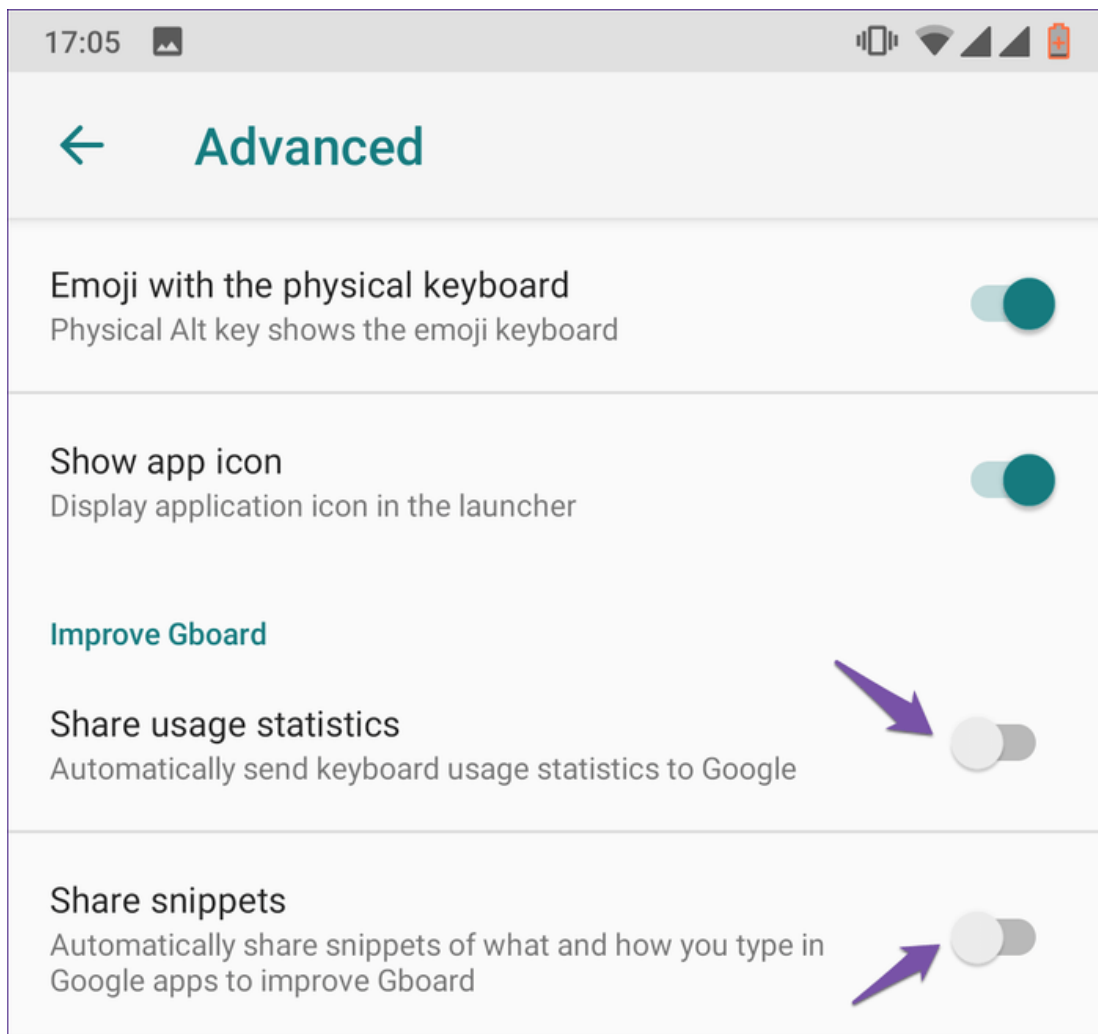 17:05
Advanced
Emoji with the physical keyboard
Physical Alt key shows the emoji keyboard
Show app icon
Display application icon in the launcher
Improve Gboard
Share usage statistics
Automatically send keyboard usage statistics to Google
Share snippets
Automatically share snippets of what and how you type in
Google apps to improve Gboard